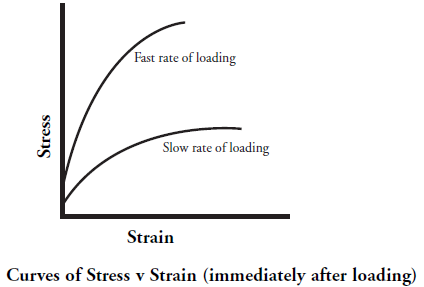 Fast rate of loading
Stress
Slow rate of loading
Strain
Curves of Stress v Strain (immediately after loading)